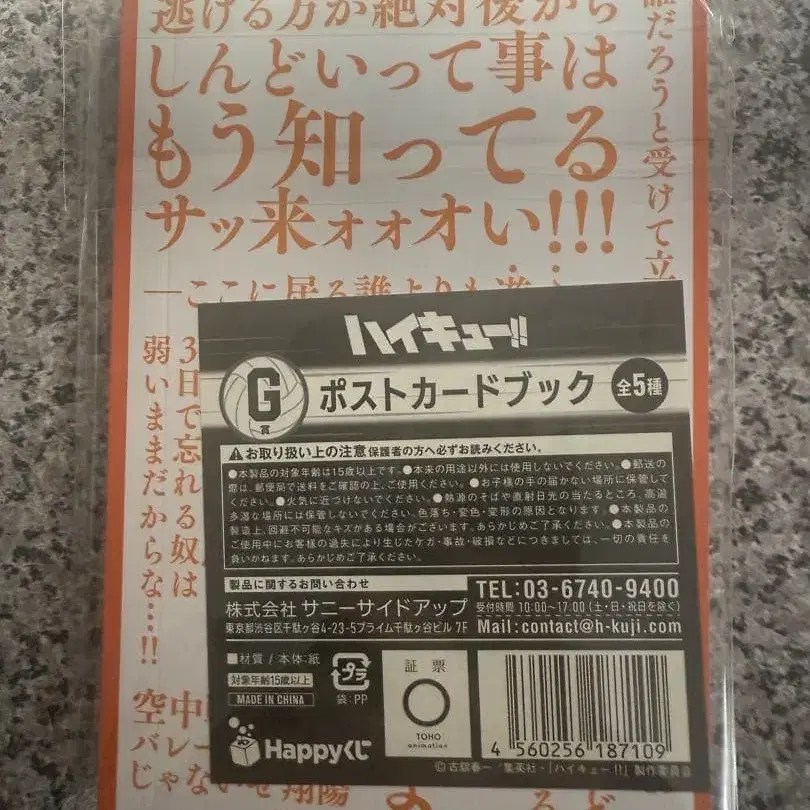 逃げる方が絶対後から
しんどいって事は
もう知ってる
サッ来ォォオい!!!
だろうと受けて立
3日で忘れる奴は
弱いままだからな…!!
空中
バレー
じゃないぜ翔陽
ハイキュー!!
G賞
ポストカードブック
全5種
⚠お取り扱い上の注意 保護者の方へ必ずお読みください。
●本製品の対象年齢は15歳以上です。●本来の用途以外には使用しないでください。●郵送の
際は、郵便局で送料をご確認の上、ご使用ください。●お子様の手の届かない場所に保管して
ください。●火気に近づけないでください。●熱源のそばや直射日光の当たるところ、高温
多湿な場所には保管しないでください。色落ち・変色・変形の原因となります。●本製品の
製造上、回避不可能なキズがある場合がございます。あらかじめご了承ください。●本製品の
ご使用中にお客様の過失により生じたケガ・事故・破損などにつきましては、一切の責任を
負いかねます。あらかじめご了承ください。
製品に関するお問い合わせ
株式会社 サニーサイドアップ
東京都渋谷区千駄ヶ谷4-23-5プライム千駄ヶ谷ビル 7F
TEL:03-6740-9400
受付時間 10:00~17:00(土・日・祝日を除く)
Mail:contact@h-kuji.com
■材質/本体:紙
対象年齢15歳以上
MADE IN CHINA
プラ
袋:PP
証票
TOHO
animation
Happyくじ
4 560256 187109
©古舘春一/集英社・「ハイキュー!!」製作委員会